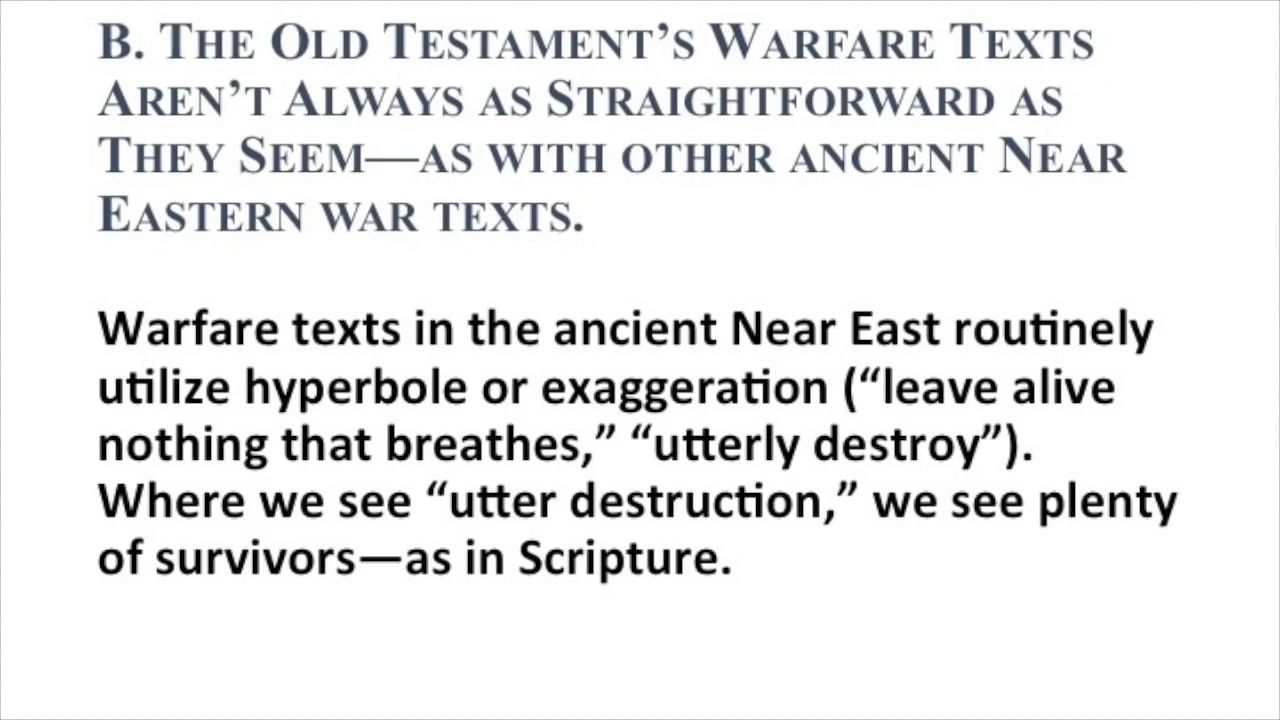 B. The Old Testament’s Warfare Texts
Aren’t Always as Straightforward as
They Seem—as with other ancient Near
Eastern war texts.
Warfare texts in the ancient Near East routinely
utilize hyperbole or exaggeration (“leave alive
nothing that breathes,” “utterly destroy”).
Where we see “utter destruction,” we see plenty
of survivors—as in Scripture.